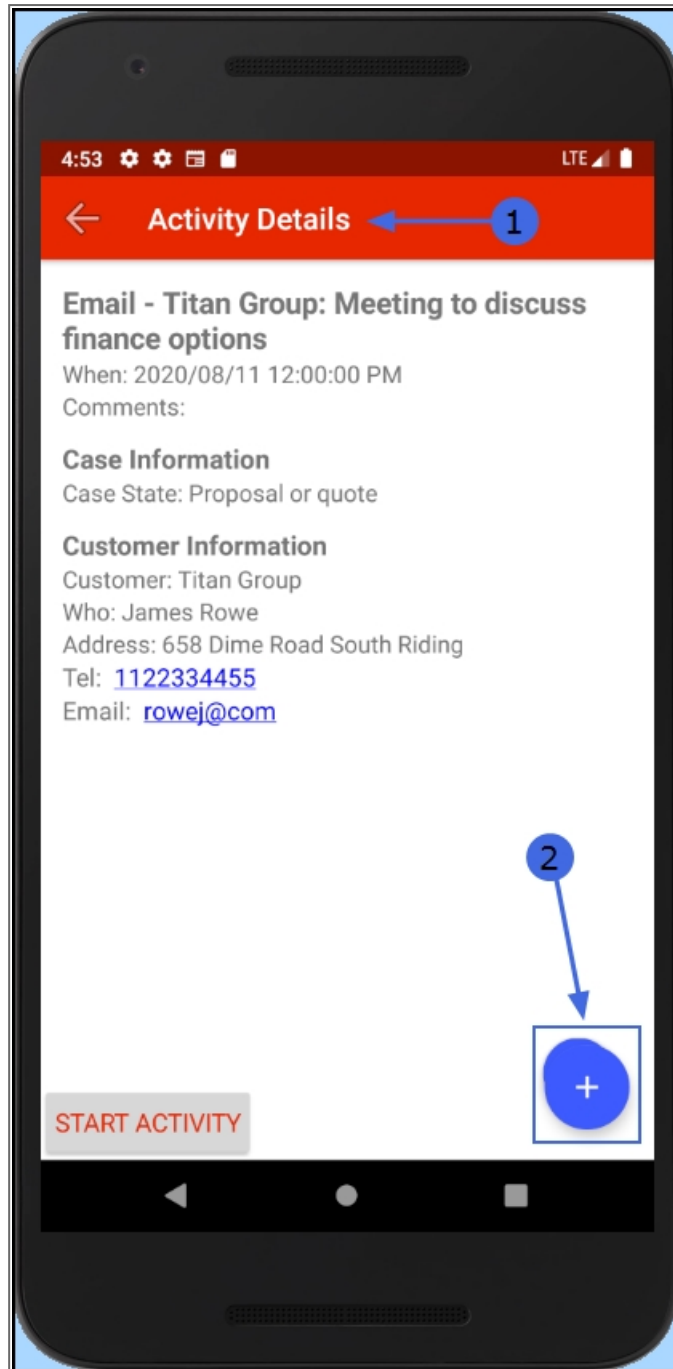 4:53 LTE
Activity Details 1
Email - Titan Group: Meeting to discuss
finance options
When: 2020/08/11 12:00:00 PM
Comments:
Case Information
Case State: Proposal or quote
Customer Information
Customer: Titan Group
Who: James Rowe
Address: 658 Dime Road South Riding
Tel: 1122334455
Email: rowej@com
2
+
START ACTIVITY